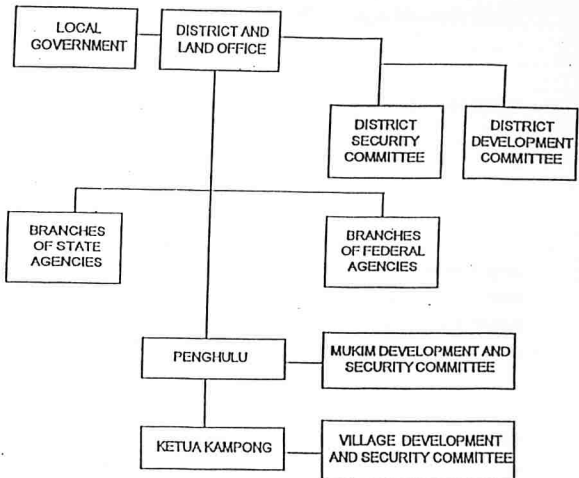 LOCAL
GOVERNMENT
DISTRICT AND
LAND OFFICE
DISTRICT
SECURITY
COMMITTEE
DISTRICT
DEVELOPMENT
COMMITTEE
BRANCHES
OF STATE
AGENCIES
BRANCHES
OF FEDERAL
AGENCIES
PENGHULU
MUKIM DEVELOPMENT AND
SECURITY COMMITTEE
KETUA KAMPONG
VILLAGE DEVELOPMENT
AND SECURITY COMMITTEE